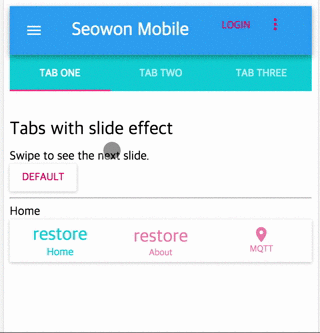 Seowon Mobile LOGIN
TAB ONE TAB TWO TAB THREE
Tabs with slide effect
Swipe to see the next slide.
DEFAULT
Home
restore restore
Home About MQTT